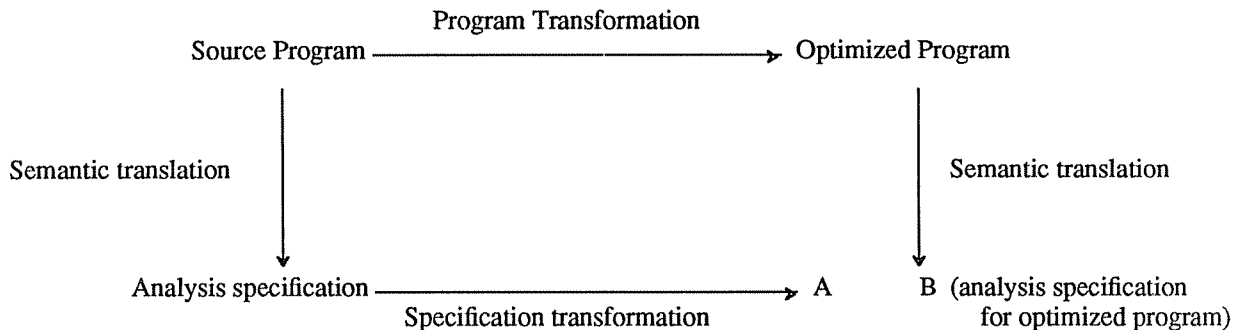 Program Transformation
Source Program
Optimized Program
Semantic translation
Semantic translation
Analysis specification
A
B (analysis specification
for optimized program)
Specification transformation